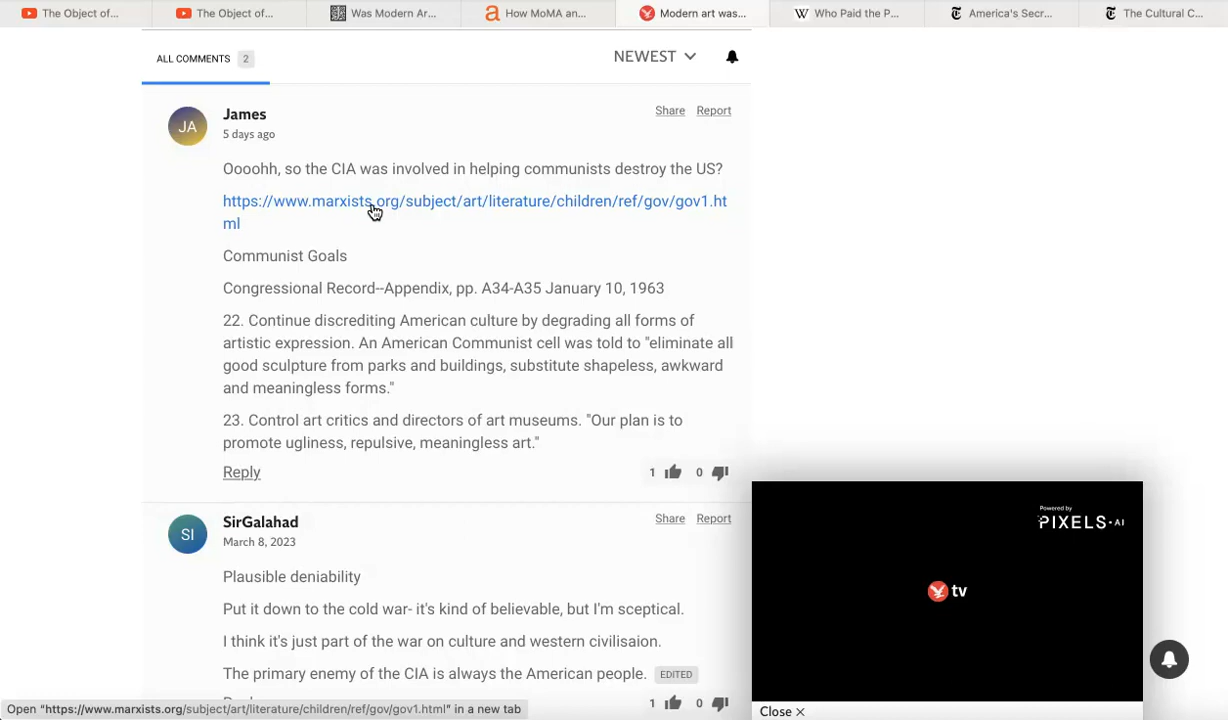 The Object of...
The Object of...
Was Modern Ar...
How MoMA an...
Modern art was...
Who Paid the P...
America's Secr...
The Cultural C...
ALL COMMENTS 2
NEWEST
JA
James
Share Report
5 days ago
Oooohh, so the CIA was involved in helping communists destroy the US?
https://www.marxists.org/subject/art/literature/children/ref/gov/gov1.ht
ml
Communist Goals
Congressional Record--Appendix, pp. A34-A35 January 10, 1963
22. Continue discrediting American culture by degrading all forms of
artistic expression. An American Communist cell was told to "eliminate all
good sculpture from parks and buildings, substitute shapeless, awkward
and meaningless forms."
23. Control art critics and directors of art museums. "Our plan is to
promote ugliness, repulsive, meaningless art."
Reply
1 0
SI
SirGalahad
Share Report
March 8, 2023
Plausible deniability
Put it down to the cold war- it's kind of believable, but I'm sceptical.
I think it's just part of the war on culture and western civilisaion.
The primary enemy of the CIA is always the American people. EDITED
1 0
Powered by
PIXELS·AI
tv
Close ×
Open "https://www.marxists.org/subject/art/literature/children/ref/gov/gov1.html" in a new tab